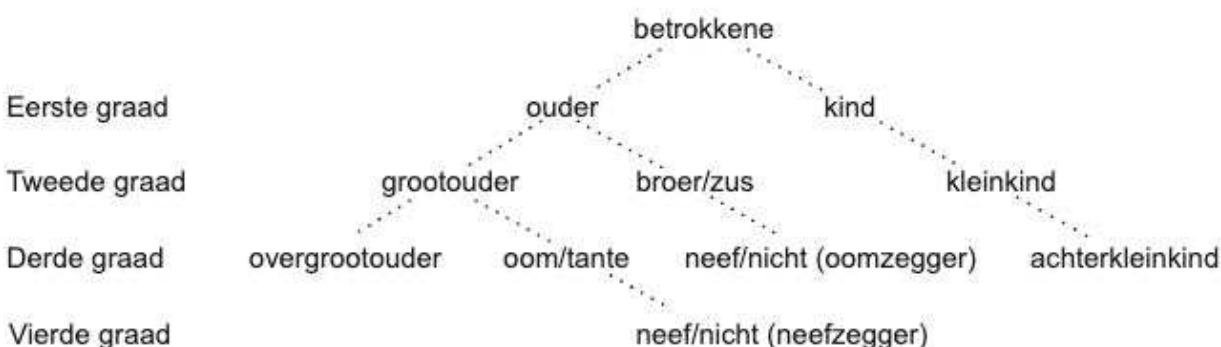 betrokkene
Eerste graad ouder kind
Tweede graad grootouder broer/zus kleinkind
Derde graad overgrootouder oom/tante neef/nicht (oomzegger) achterkleinkind
Vierde graad neef/nicht (neefzegger)